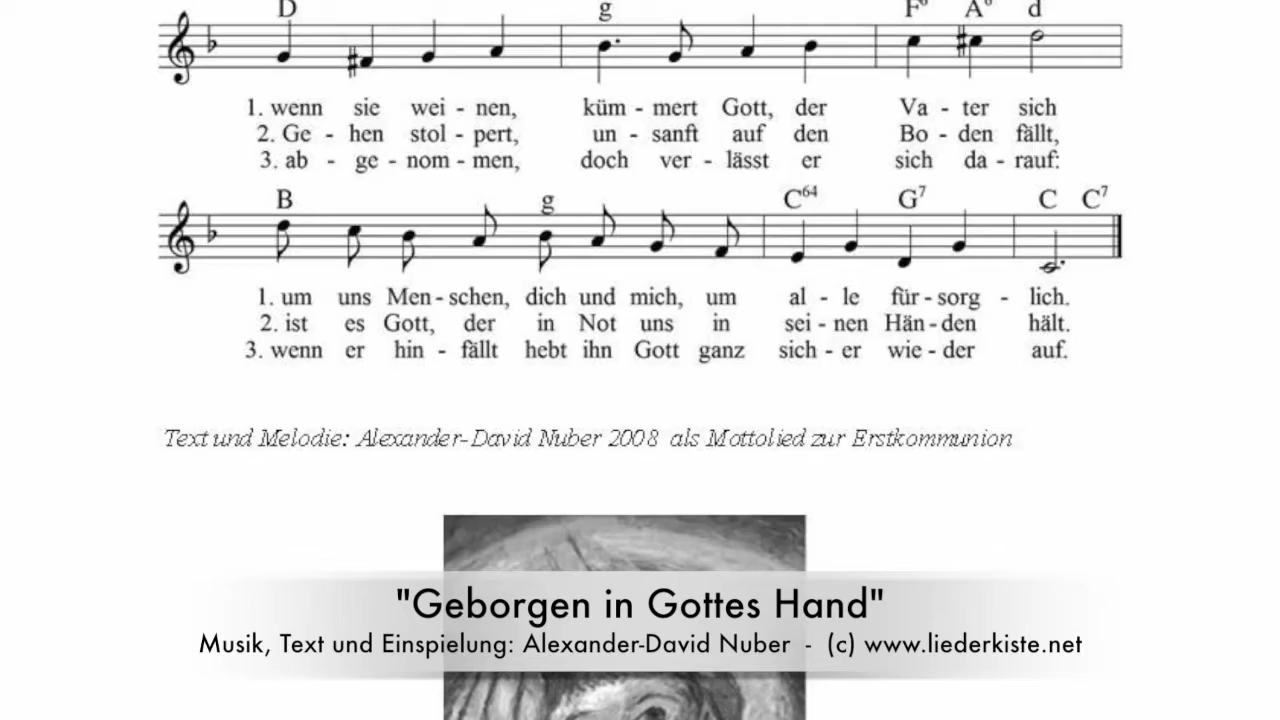 D g F⁶ A⁶ d
1. wenn sie wei - nen, küm - mert Gott, der Va - ter sich
2. Ge - hen stol - pert, un - sanft auf den Bo - den fällt,
3. ab - ge - nom - men, doch ver - lässt er sich da - rauf:
B g C⁶⁴ G⁷ C C⁷
1. um uns Men - schen, dich und mich, um al - le für - sorg - lich.
2. ist es Gott, der in Not uns in sei - nen Hän - den hält.
3. wenn er hin - fällt hebt ihn Gott ganz sich - er wie - der auf.
Text und Melodie: Alexander-David Nuber 2008 als Mottolied zur Erstkommunion
"Geborgen in Gottes Hand"
Musik, Text und Einspielung: Alexander-David Nuber - (c) www.liederkiste.net